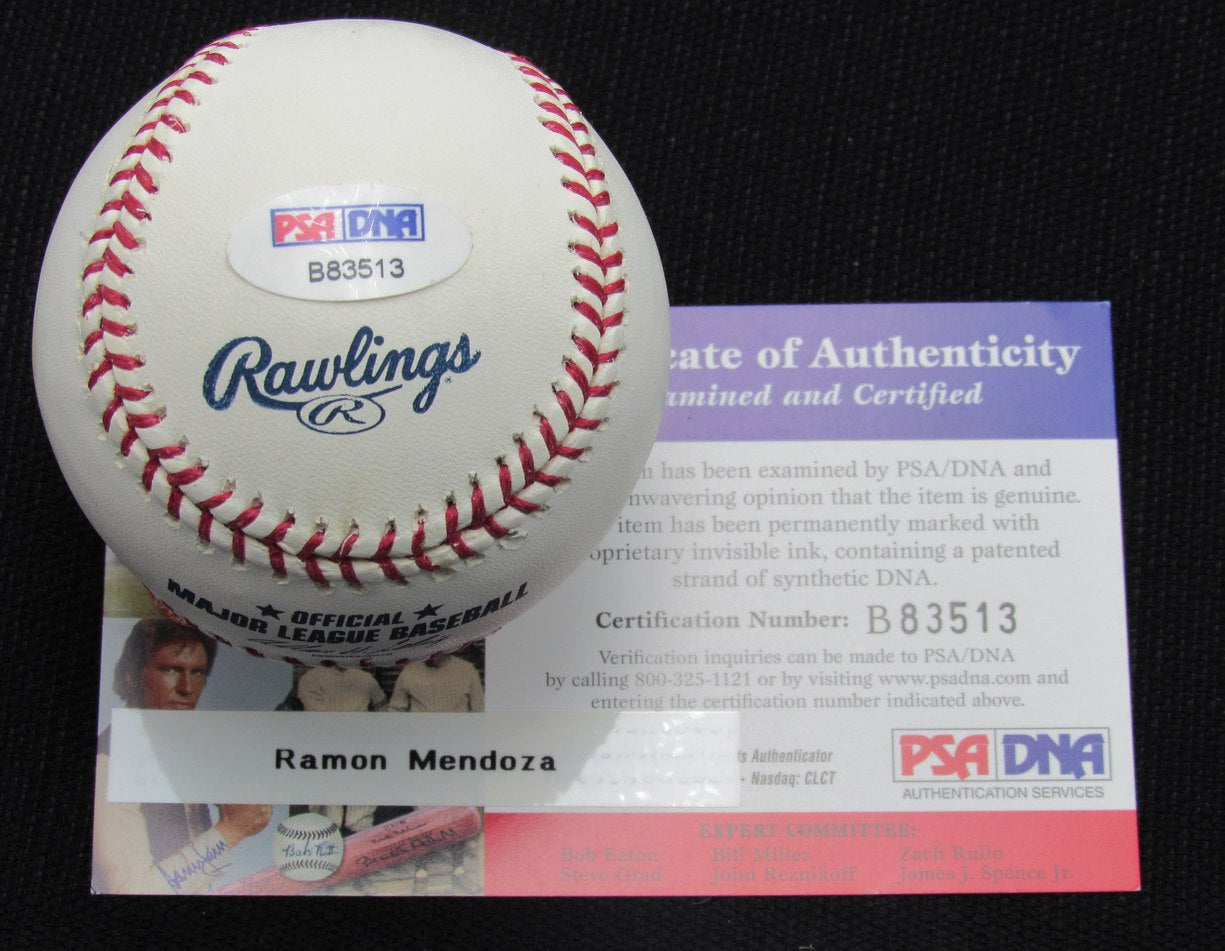 PSA DNA
B83513
Rawlings
R
OFFICIAL
MAJOR LEAGUE BASEBALL
cate of Authenticity
amined and Certified
has been examined by PSA/DNA and
nwavering opinion that the item is genuine.
item has been permanently marked with
oprietary invisible ink, containing a patented
strand of synthetic DNA.
Certification Number: B83513
Verification inquiries can be made to PSA/DNA
by calling 800-325-1121 or by visiting www.psadna.com and
entering the certification number indicated above.
Ramon Mendoza
ts Authenticator
• Nasdaq: CLCT
PSA DNA
AUTHENTICATION SERVICES
Babe Ruth
EXPERT COMMITTEE:
Bob Eaton Bill Miller Zach Rullo
Steve Grad John Reznikoff James J. Spence Jr.